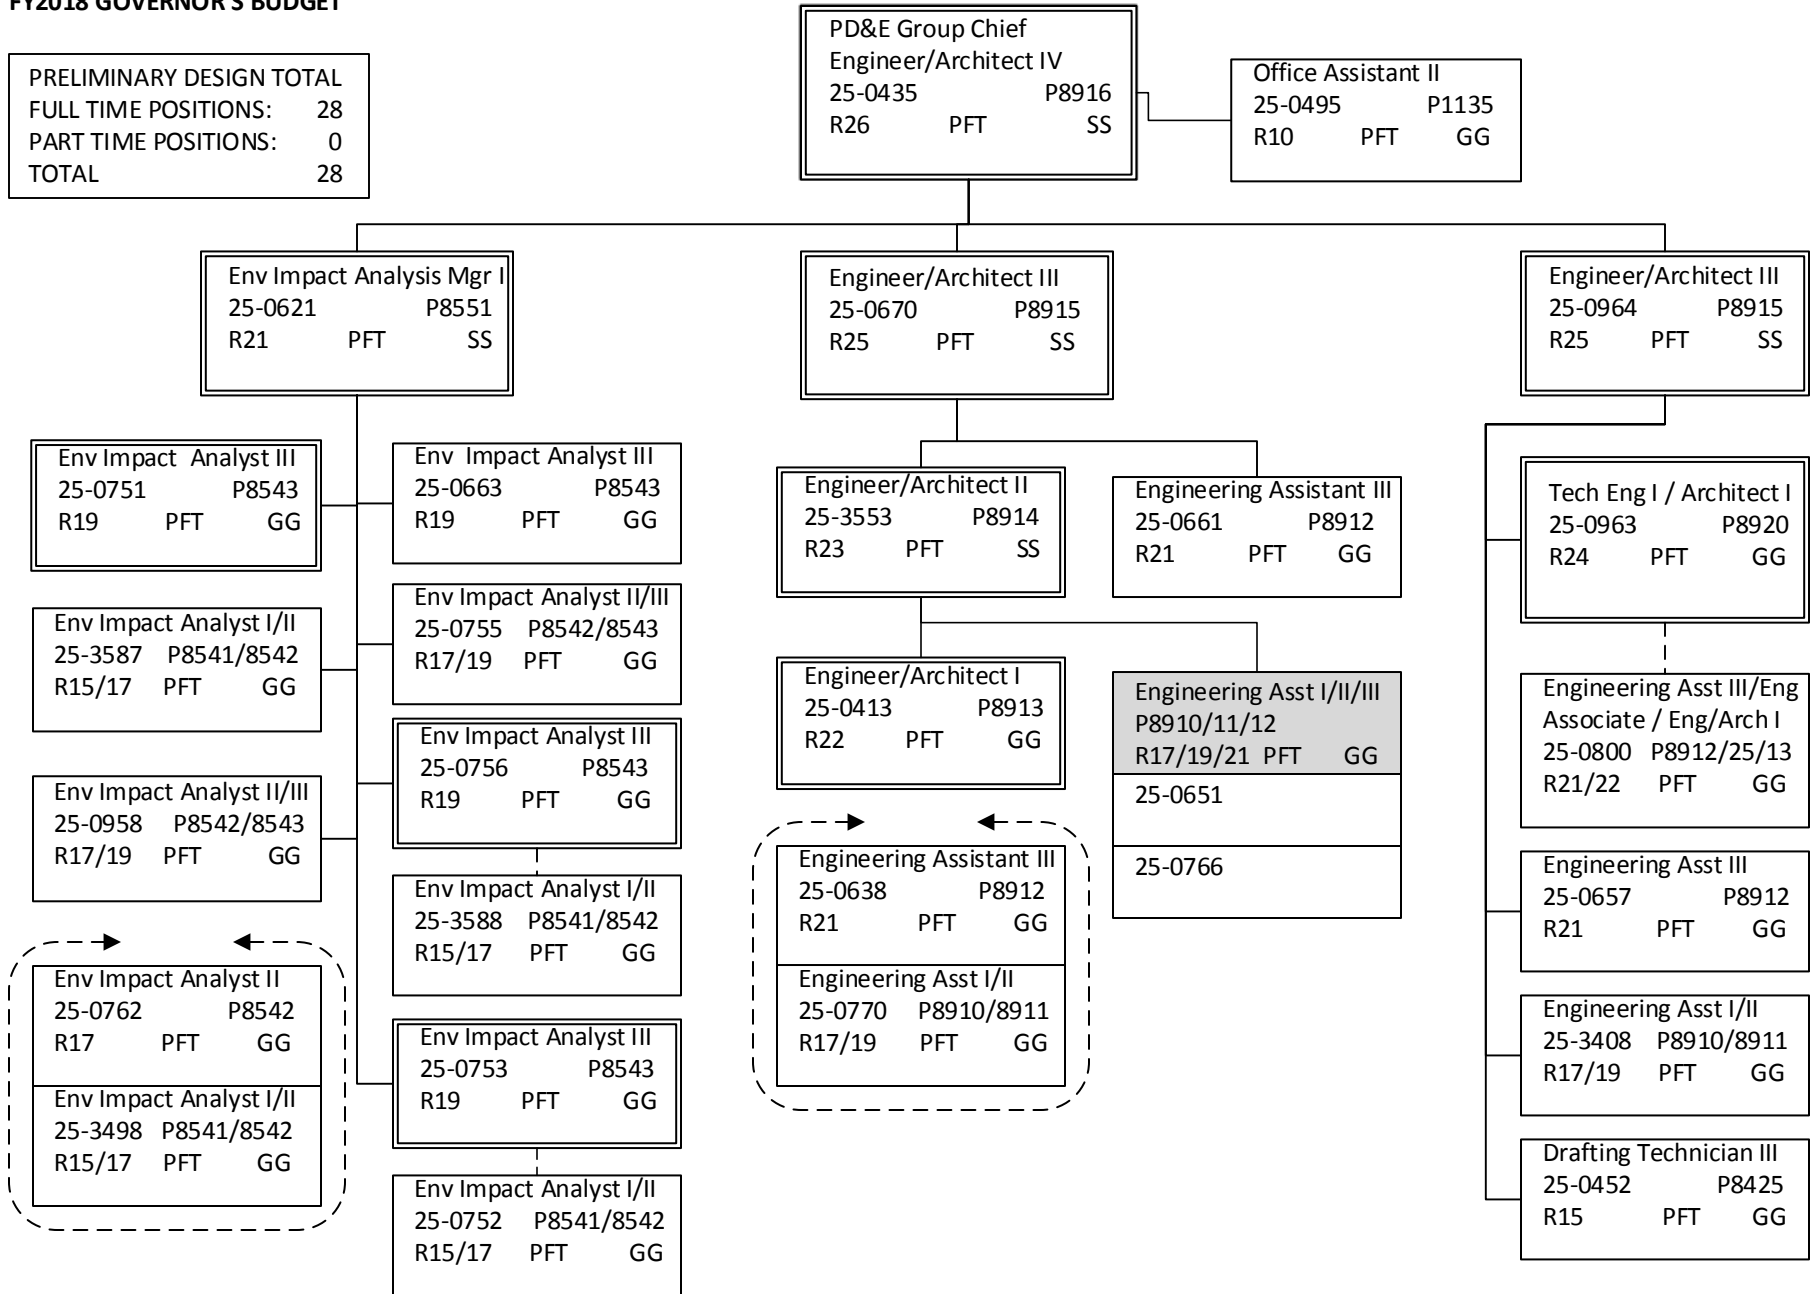 FY2018 GOVERNOR'S BUDGET
PRELIMINARY DESIGN TOTAL
FULL TIME POSITIONS: 28
PART TIME POSITIONS: 0
TOTAL 28
PD&E Group Chief
Engineer/Architect IV
25-0435 P8916
R26 PFT SS
Office Assistant II
25-0495 P1135
R10 PFT GG
Env Impact Analysis Mgr I
25-0621 P8551
R21 PFT SS
Engineer/Architect III
25-0670 P8915
R25 PFT SS
Engineer/Architect III
25-0964 P8915
R25 PFT SS
Env Impact Analyst III
25-0751 P8543
R19 PFT GG
Env Impact Analyst I/II
25-3587 P8541/8542
R15/17 PFT GG
Env Impact Analyst II/III
25-0958 P8542/8543
R17/19 PFT GG
Env Impact Analyst II
25-0762 P8542
R17 PFT GG
Env Impact Analyst I/II
25-3498 P8541/8542
R15/17 PFT GG
Env Impact Analyst III
25-0663 P8543
R19 PFT GG
Env Impact Analyst II/III
25-0755 P8542/8543
R17/19 PFT GG
Env Impact Analyst III
25-0756 P8543
R19 PFT GG
Env Impact Analyst I/II
25-3588 P8541/8542
R15/17 PFT GG
Env Impact Analyst III
25-0753 P8543
R19 PFT GG
Env Impact Analyst I/II
25-0752 P8541/8542
R15/17 PFT GG
Engineer/Architect II
25-3553 P8914
R23 PFT SS
Engineering Assistant III
25-0661 P8912
R21 PFT GG
Engineer/Architect I
25-0413 P8913
R22 PFT GG
Engineering Asst I/II/III
P8910/11/12
R17/19/21 PFT GG
25-0651
25-0766
Engineering Assistant III
25-0638 P8912
R21 PFT GG
Engineering Asst I/II
25-0770 P8910/8911
R17/19 PFT GG
Tech Eng I / Architect I
25-0963 P8920
R24 PFT GG
Engineering Asst III/Eng
Associate / Eng/Arch I
25-0800 P8912/25/13
R21/22 PFT GG
Engineering Asst III
25-0657 P8912
R21 PFT GG
Engineering Asst I/II
25-3408 P8910/8911
R17/19 PFT GG
Drafting Technician III
25-0452 P8425
R15 PFT GG